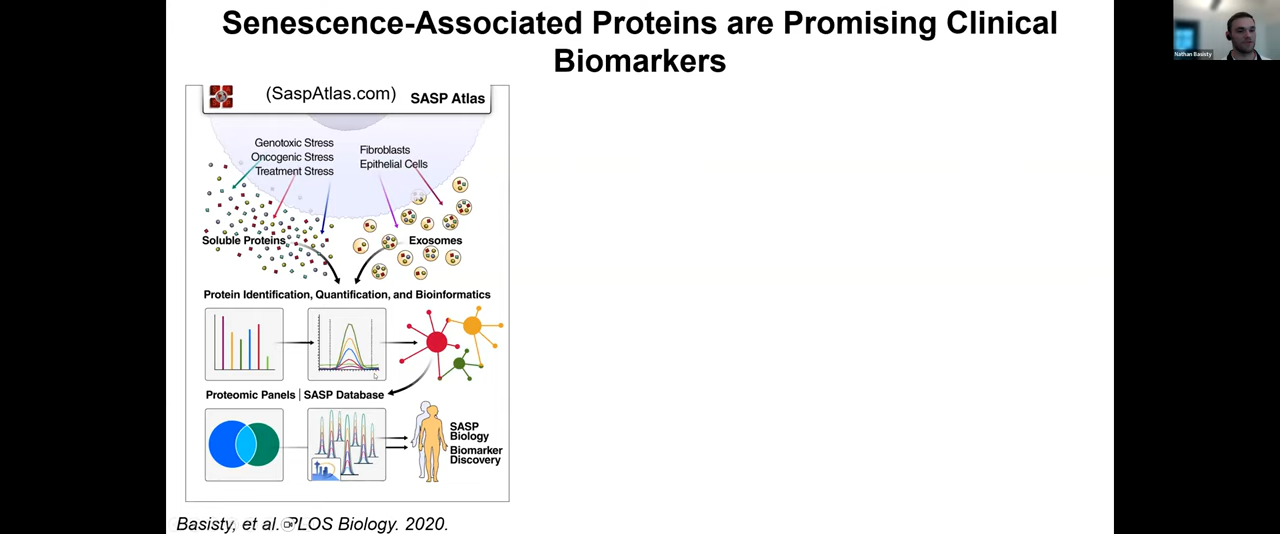 Senescence-Associated Proteins are Promising Clinical
Biomarkers
Nathan Basisty
(SaspAtlas.com)
SASP Atlas
Genotoxic Stress
Oncogenic Stress
Treatment Stress
Fibroblasts
Epithelial Cells
Soluble Proteins
Exosomes
Protein Identification, Quantification, and Bioinformatics
Proteomic Panels | SASP Database
SASP
Biology
Biomarker
Discovery
Basisty, et al. PLOS Biology. 2020.